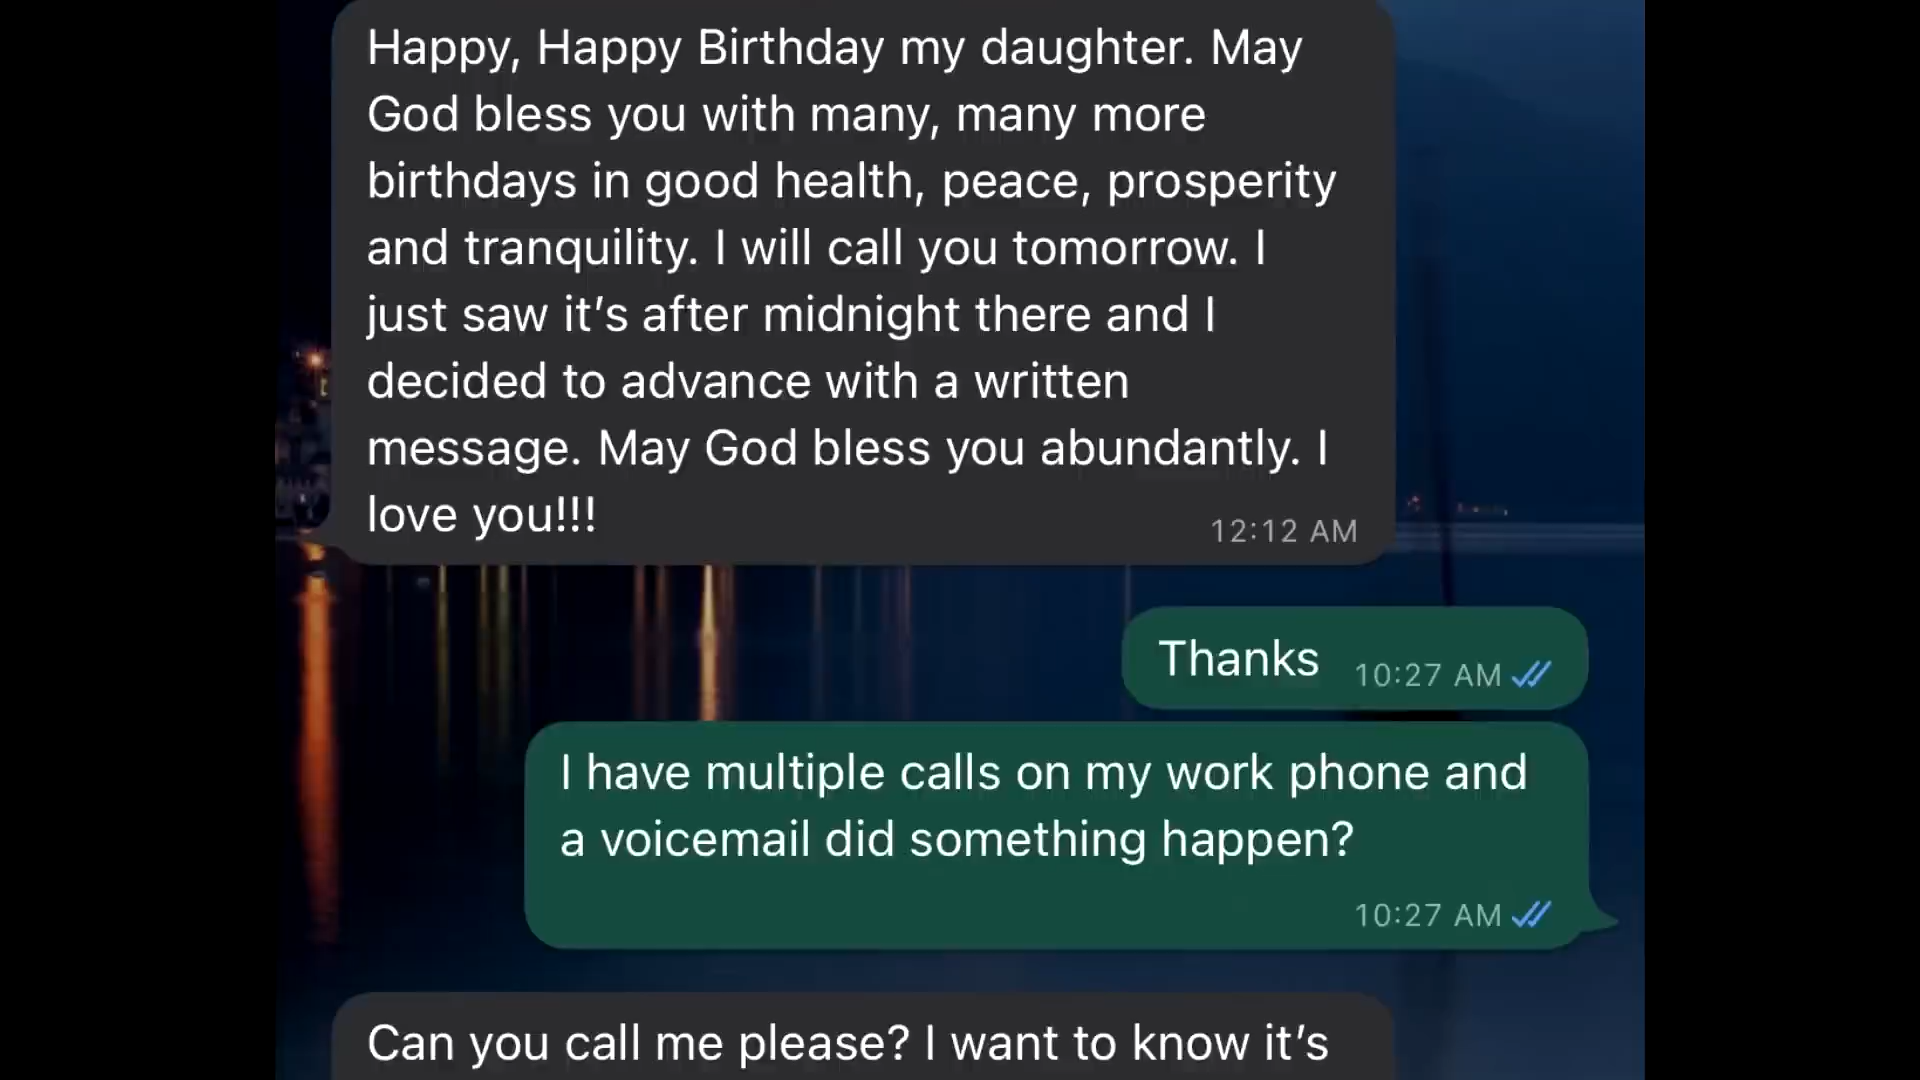 Happy, Happy Birthday my daughter. May
God bless you with many, many more
birthdays in good health, peace, prosperity
and tranquility. I will call you tomorrow. I
just saw it’s after midnight there and I
decided to advance with a written
message. May God bless you abundantly. I
love you!!!
12:12 AM
Thanks
10:27 AM
I have multiple calls on my work phone and
a voicemail did something happen?
10:27 AM
Can you call me please? I want to know it’s